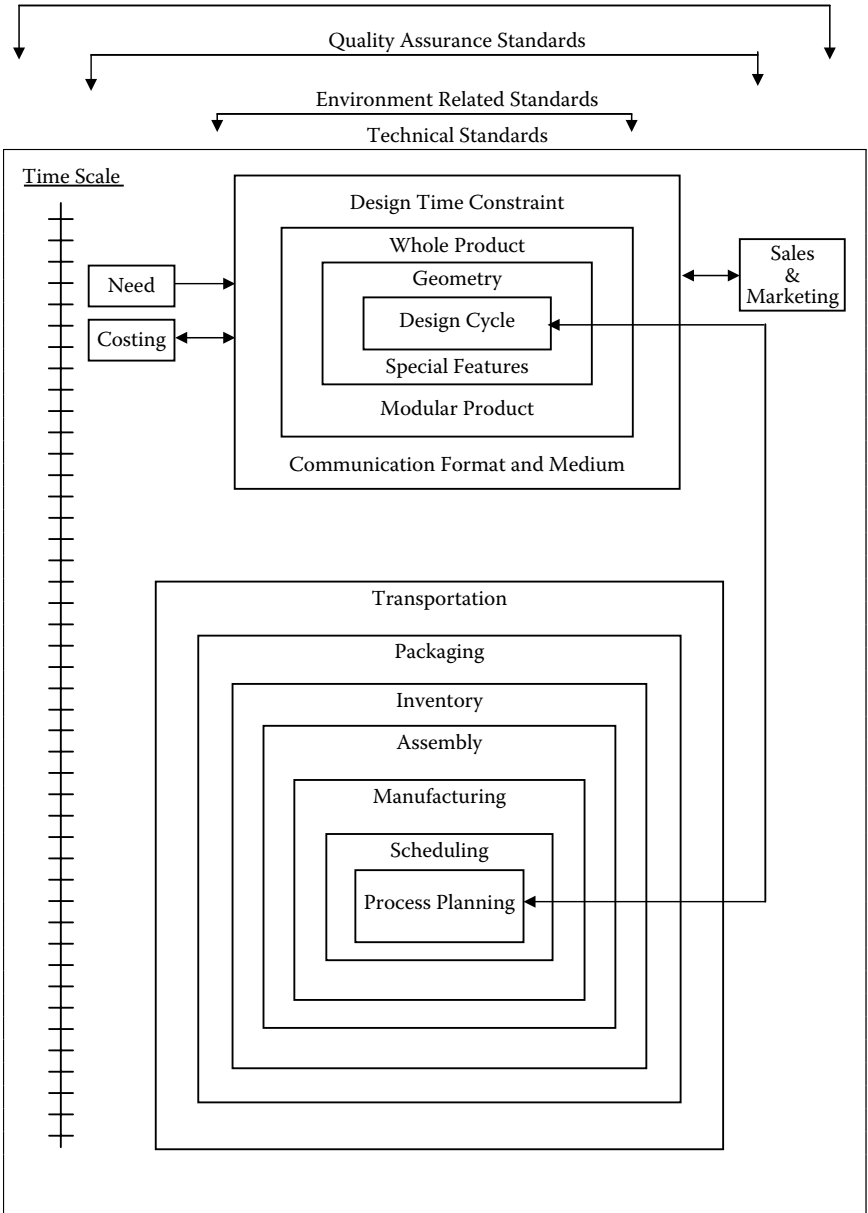 Quality Assurance Standards
Environment Related Standards
Technical Standards
Time Scale
Design Time Constraint
Whole Product
Geometry
Design Cycle
Special Features
Modular Product
Communication Format and Medium
Need
Costing
Sales
&
Marketing
Transportation
Packaging
Inventory
Assembly
Manufacturing
Scheduling
Process Planning